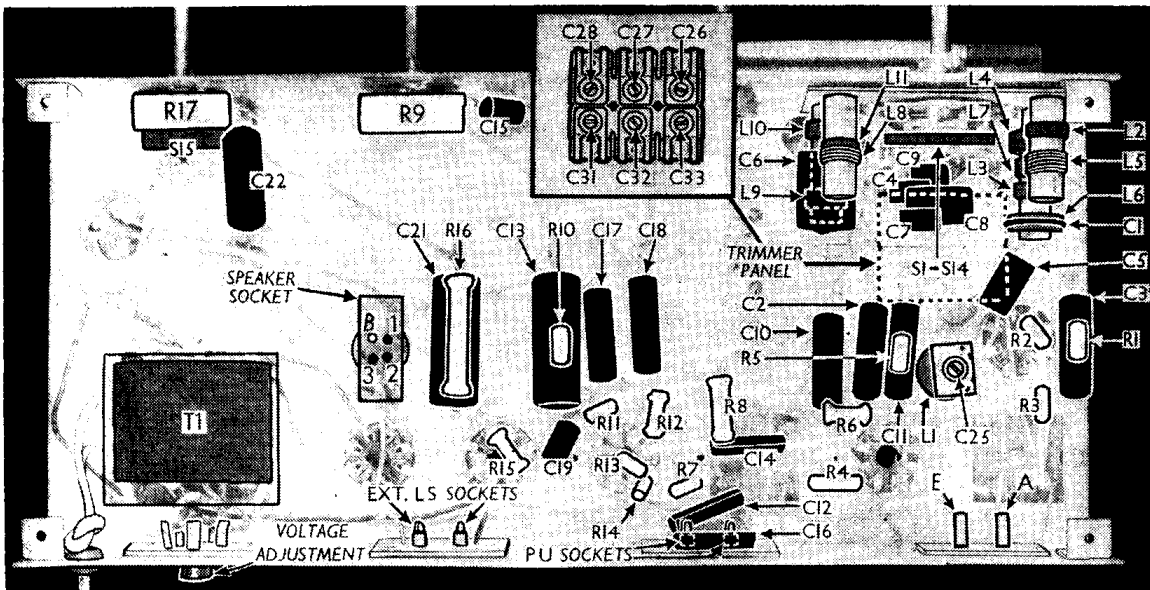 C28 C27 C26
C31 C32 C33
R17
S15
C22
R9
C15
L11 L4
L10 L8 L7 L2
C6 C9 L5
L9 C4 L3 L6
C7 C8 C1
TRIMMER
PANEL
S1-S14
C5
C21 R16 C13 R10 C17 C18
SPEAKER
SOCKET
B 1
3 2
C2
C10
R5
C3
R2 R1
T1
R11 R12 R8
R6 C11 L1 C25 R3
R15 C19 R13 R7 C14 R4
EXT. LS SOCKETS
E A
C12
R14 C16
VOLTAGE
ADJUSTMENT
PU SOCKETS